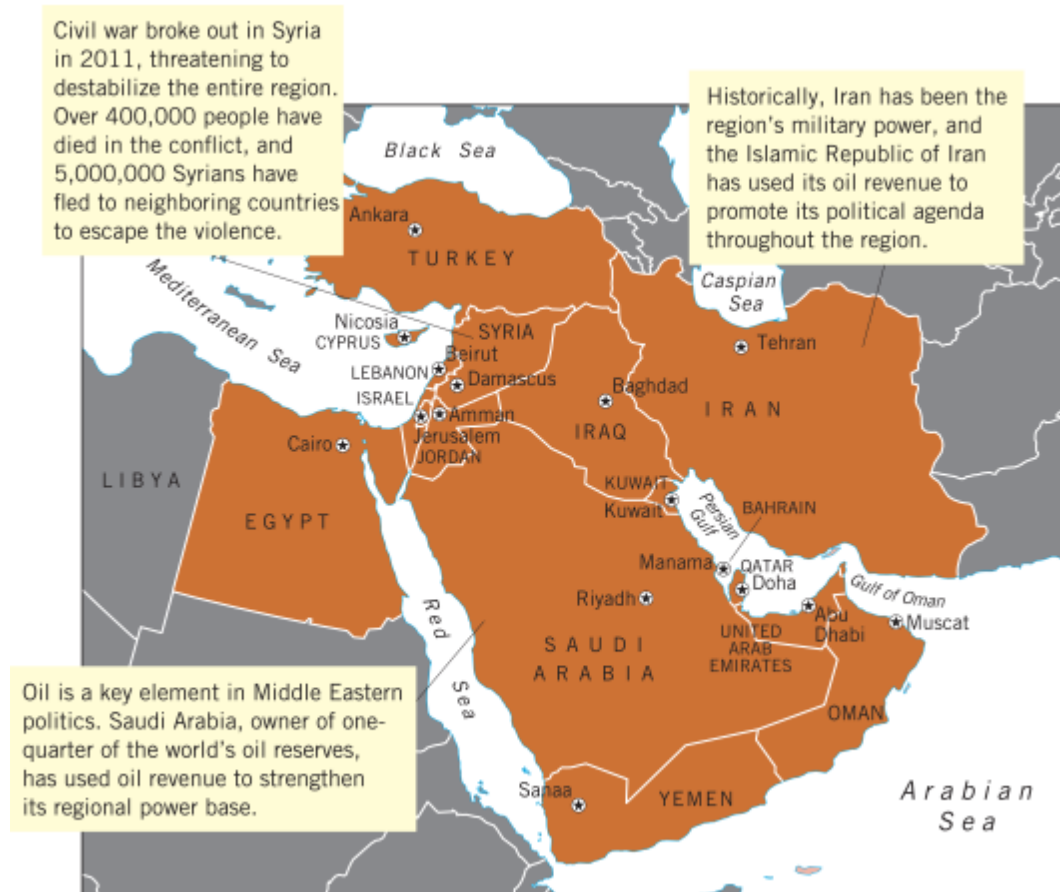 Civil war broke out in Syria
in 2011, threatening to
destabilize the entire region.
Over 400,000 people have
died in the conflict, and
5,000,000 Syrians have
fled to neighboring countries
to escape the violence.
Historically, Iran has been the
region's military power, and
the Islamic Republic of Iran
has used its oil revenue to
promote its political agenda
throughout the region.
Black Sea
Ankara
TURKEY
Caspian
Sea
Mediterranean Sea
Nicosia
CYPRUS
SYRIA
Beirut
LEBANON
Damascus
ISRAEL
Amman
Jerusalem
JORDAN
Tehran
IRAN
Baghdad
IRAQ
Cairo
LIBYA
EGYPT
KUWAIT
Kuwait
Persian
Gulf
BAHRAIN
Manama
QATAR
Doha
Gulf of Oman
Riyadh
Abu
Dhabi
Muscat
UNITED
ARAB
EMIRATES
SAUDI
ARABIA
Red
Sea
OMAN
Oil is a key element in Middle Eastern
politics. Saudi Arabia, owner of one-
quarter of the world's oil reserves,
has used oil revenue to strengthen
its regional power base.
Sanaa
YEMEN
Arabian
Sea